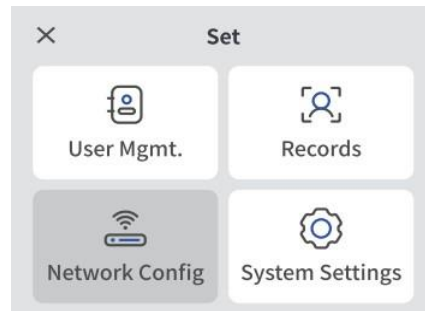 Set
User Mgmt.
Records
Network Config
System Settings